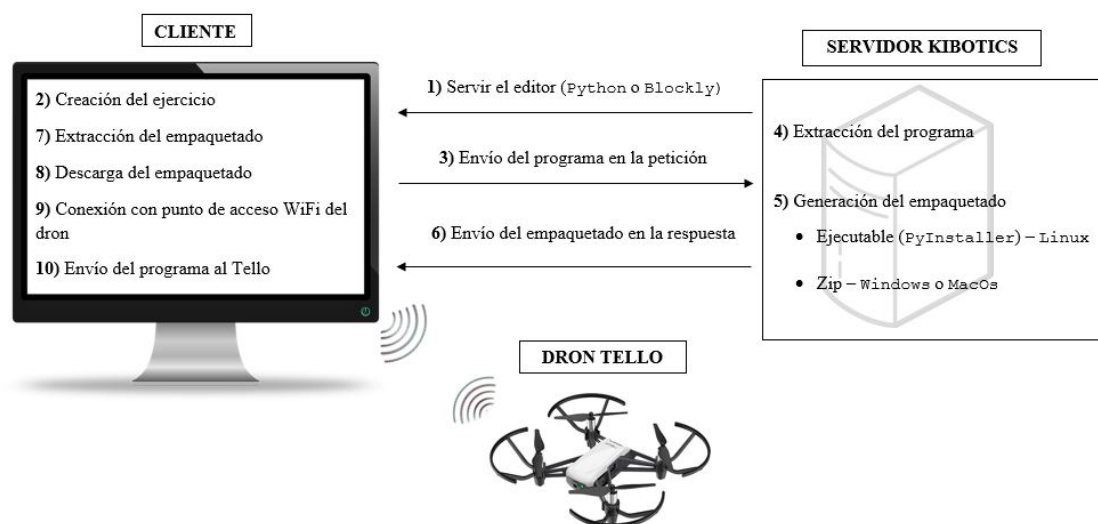 CLIENTE
2) Creación del ejercicio
7) Extracción del empaquetado
8) Descarga del empaquetado
9) Conexión con punto de acceso WiFi del
dron
10) Envío del programa al Tello
1) Servir el editor (Python o Blockly)
3) Envío del programa en la petición
6) Envío del empaquetado en la respuesta
SERVIDOR KIBOTICS
4) Extracción del programa
5) Generación del empaquetado
• Ejecutable (PyInstaller) – Linux
• Zip – Windows o MacOs
DRON TELLO